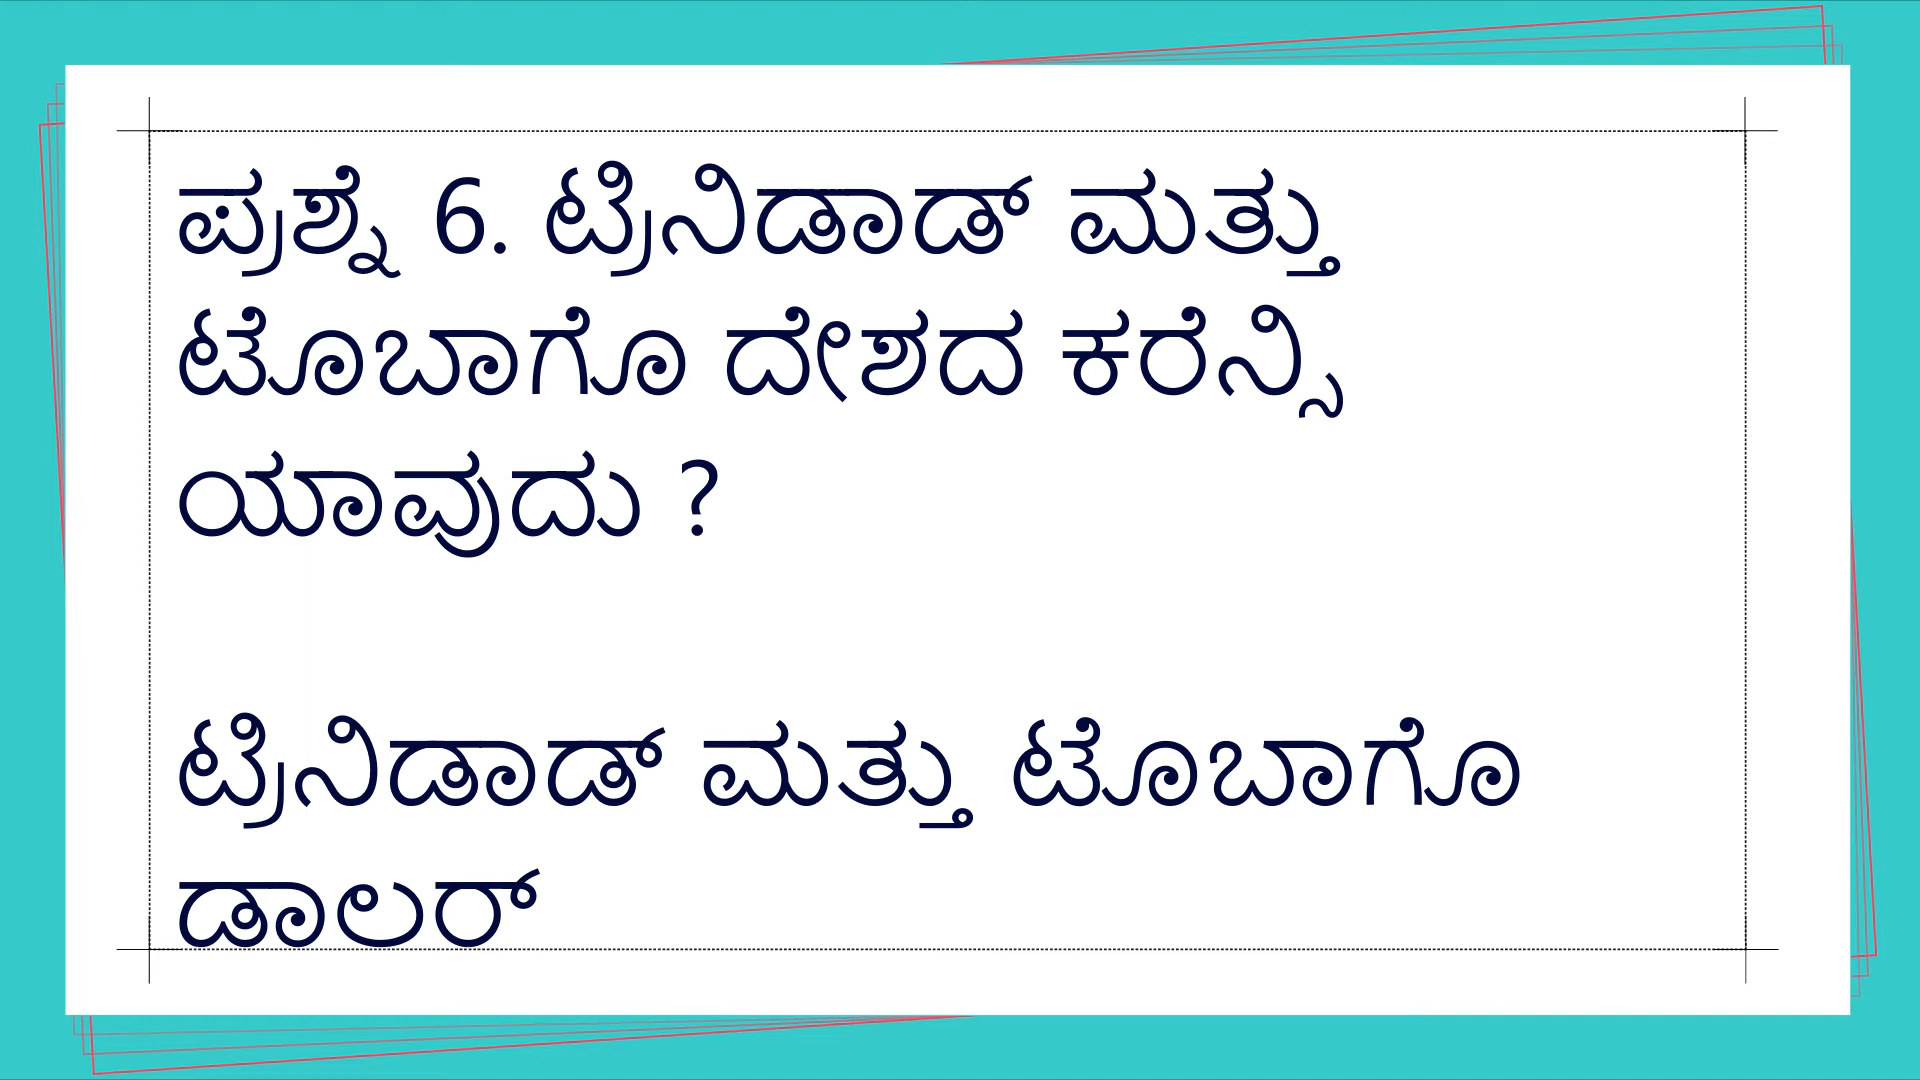 ಪ್ರಶ್ನೆ 6. ಟ್ರಿನಿಡಾಡ್ ಮತ್ತು
ಟೊಬಾಗೊ ದೇಶದ ಕರೆನ್ಸಿ
ಯಾವುದು ?
ಟ್ರಿನಿಡಾಡ್ ಮತ್ತು ಟೊಬಾಗೊ
ಡಾಲರ್